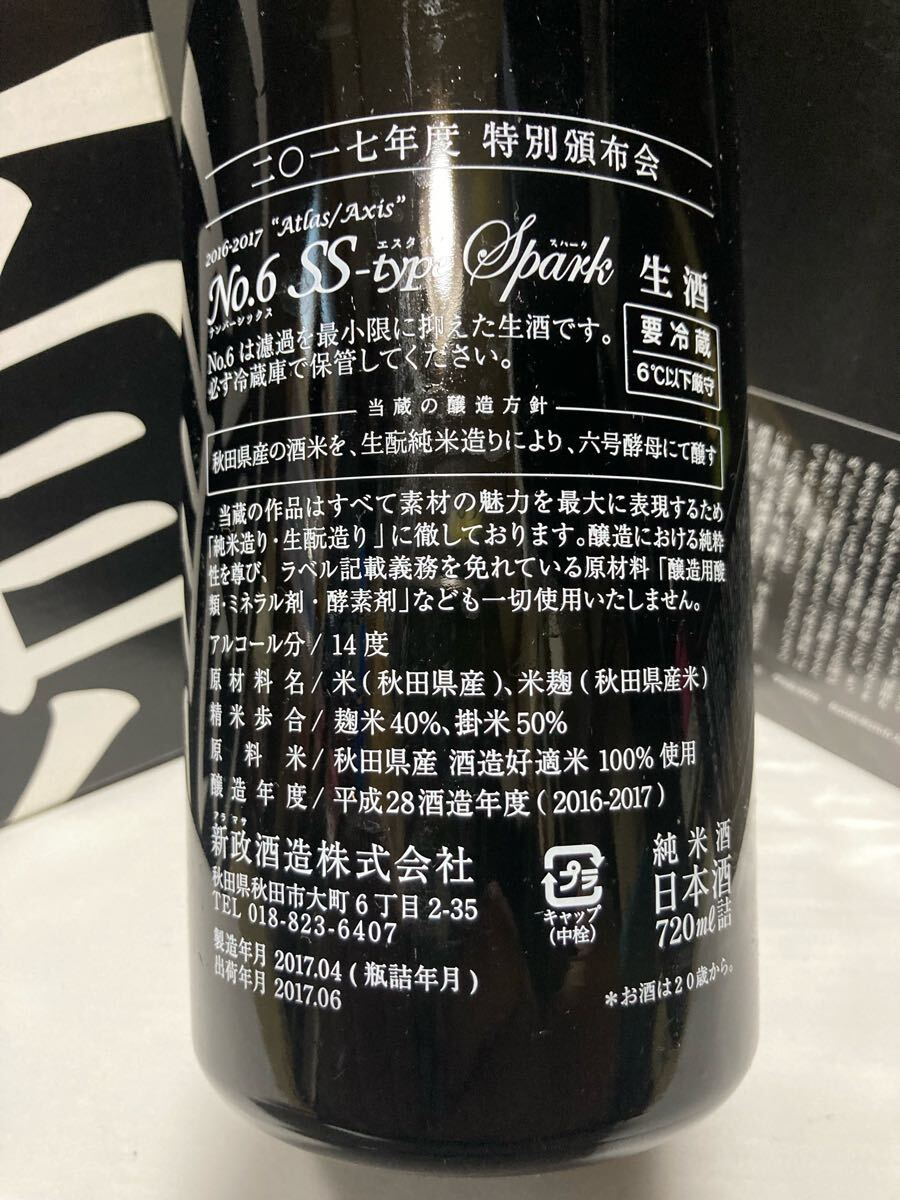 二〇一七年度 特別頒布会
2016-2017 "Atlas/Axis"
エスタイ スパーク
No.6 SS-type Spark 生酒
ナンバーシックス
要冷蔵
6℃以下厳守
No.6 は濾過を最小限に抑えた生酒です。
必ず冷蔵庫で保管してください。
当蔵の醸造方針
秋田県産の酒米を、生酛純米造りにより、六号酵母にて醸す
当蔵の作品はすべて素材の魅力を最大に表現するため
「純米造り・生酛造り」に徹しております。醸造における純粋
性を尊び、ラベル記載義務を免れている原材料「醸造用酸
類・ミネラル剤・酵素剤」なども一切使用いたしません。
アルコール分/14度
原材料名/米(秋田県産)、米麹(秋田県産米)
精米歩合/麹米40%、掛米50%
原料米/秋田県産 酒造好適米 100% 使用
醸造年度/平成28酒造年度(2016-2017)
アラマサ
新政酒造株式会社
秋田県秋田市大町6丁目2-35
TEL 018-823-6407
製造年月 2017.04 (瓶詰年月)
出荷年月 2017.06
プラ
キャップ
(中栓)
純米酒
日本酒
720ml詰
*お酒は20歳から。